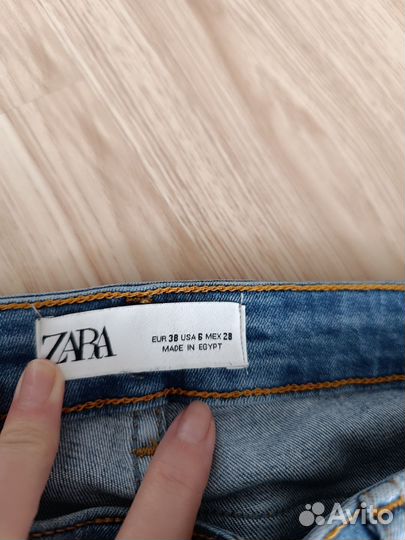 ZARA
EUR 38 USA 6 MEX 28
MADE IN EGYPT
Avito